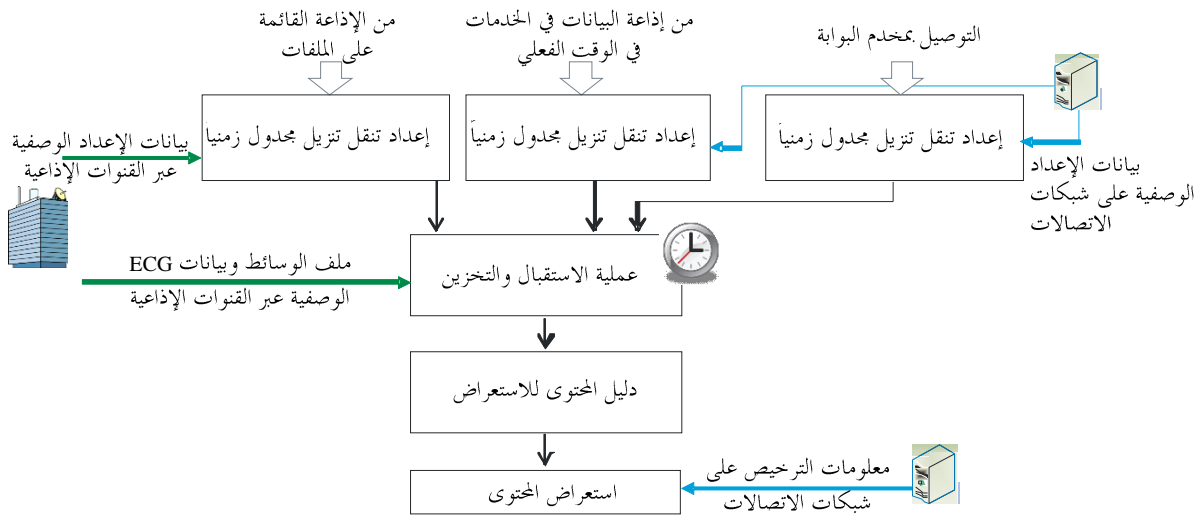 من الإذاعة القائمة
على الملفات
من إذاعة البيانات في الخدمات
في الوقت الفعلي
التوصيل بمخدم البوابة
إعداد تنقل تنزيل مجدول زمنياً
إعداد تنقل تنزيل مجدول زمنياً
إعداد تنقل تنزيل مجدول زمنياً
بيانات الإعداد الوصفية
عبر القنوات الإذاعية
بيانات الإعداد
الوصفية على شبكات
الاتصالات
عملية الاستقبال والتخزين
ملف الوسائط وبيانات ECG
الوصفية عبر القنوات الإذاعية
دليل المحتوى للاستعراض
استعراض المحتوى
معلومات الترخيص على
شبكات الاتصالات